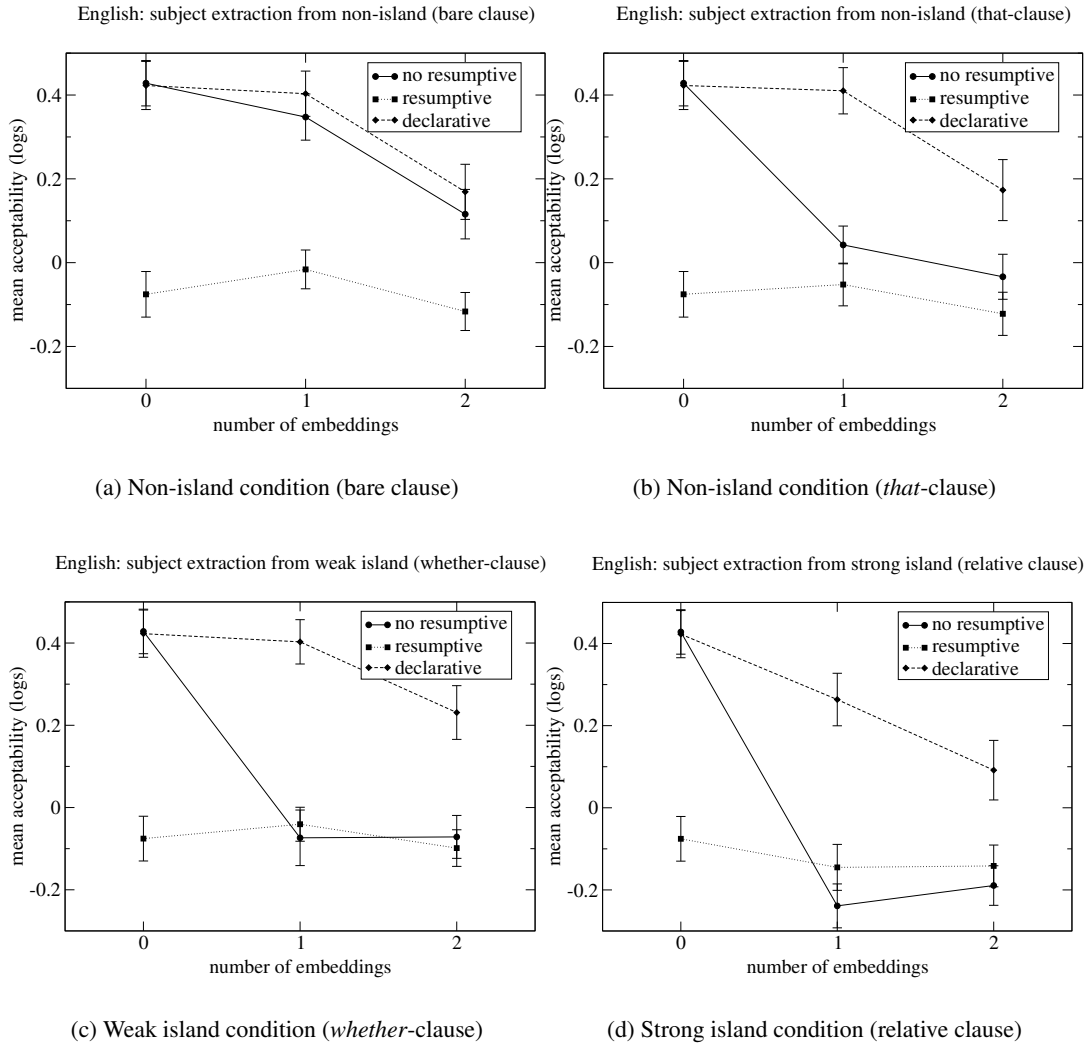 English: subject extraction from non-island (bare clause)
mean acceptability (logs)
0.4
0.2
0
-0.2
no resumptive
resumptive
declarative
0 1 2
number of embeddings
(a) Non-island condition (bare clause)
English: subject extraction from non-island (that-clause)
mean acceptability (logs)
0.4
0.2
0
-0.2
no resumptive
resumptive
declarative
0 1 2
number of embeddings
(b) Non-island condition (that-clause)
English: subject extraction from weak island (whether-clause)
mean acceptability (logs)
0.4
0.2
0
-0.2
no resumptive
resumptive
declarative
0 1 2
number of embeddings
(c) Weak island condition (whether-clause)
English: subject extraction from strong island (relative clause)
mean acceptability (logs)
0.4
0.2
0
-0.2
no resumptive
resumptive
declarative
0 1 2
number of embeddings
(d) Strong island condition (relative clause)